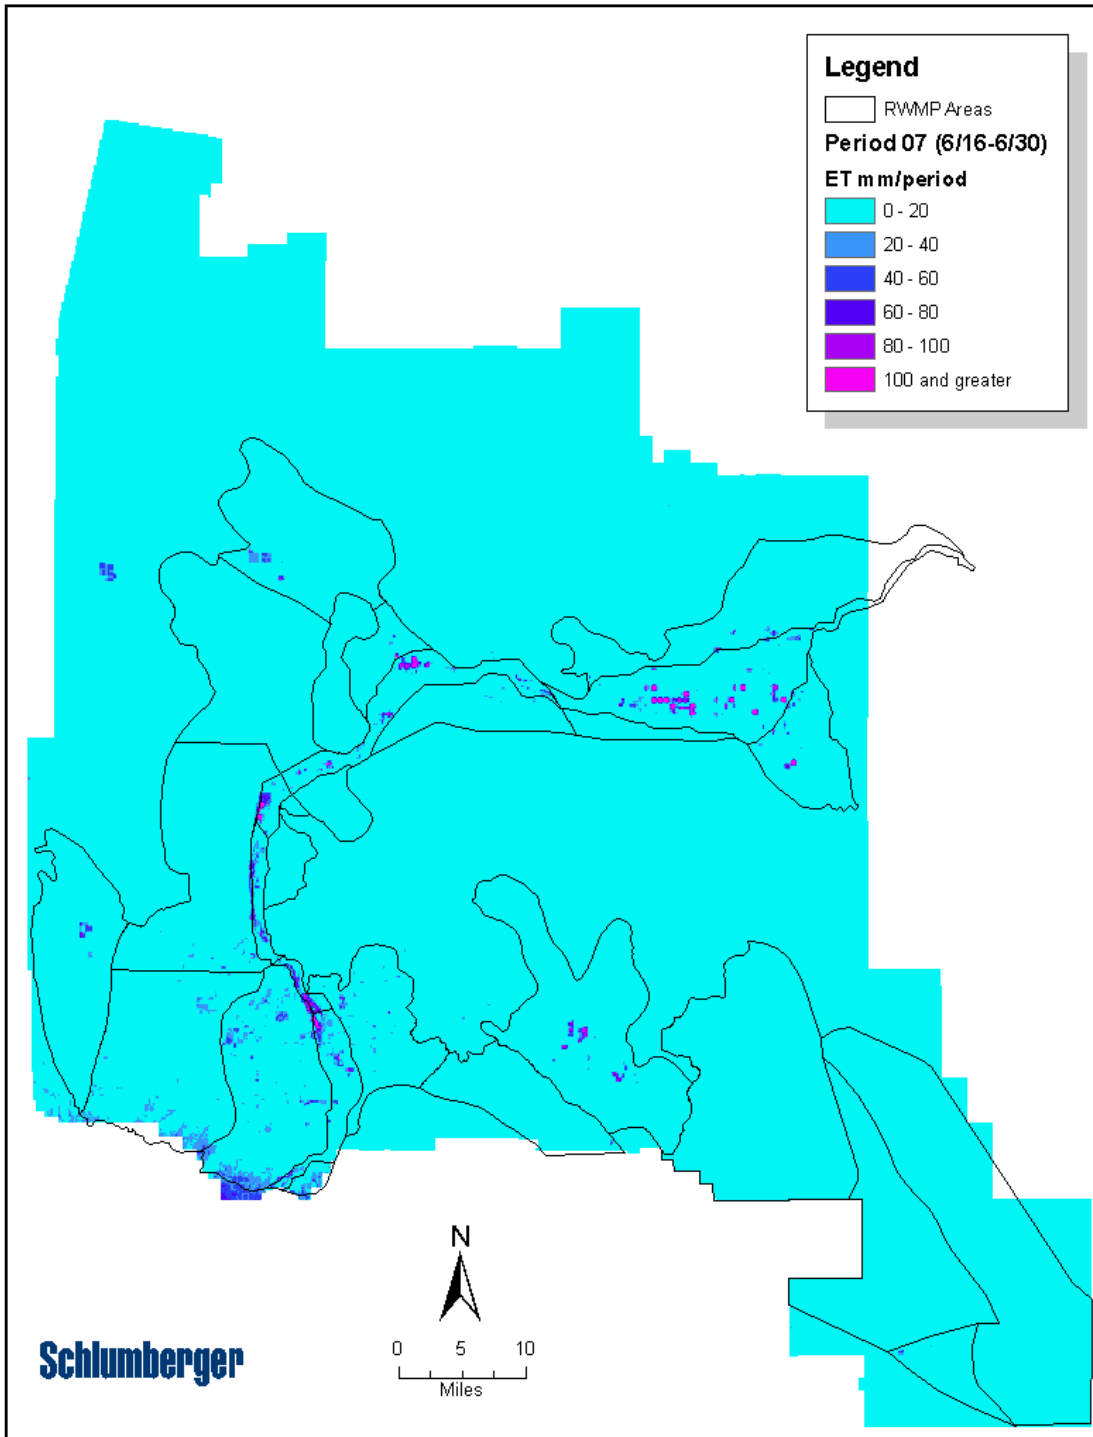 Legend
RWMP Areas
Period 07 (6/16-6/30)
ET mm/period
0 - 20
20 - 40
40 - 60
60 - 80
80 - 100
100 and greater
N
0 5 10
Miles
Schlumberger